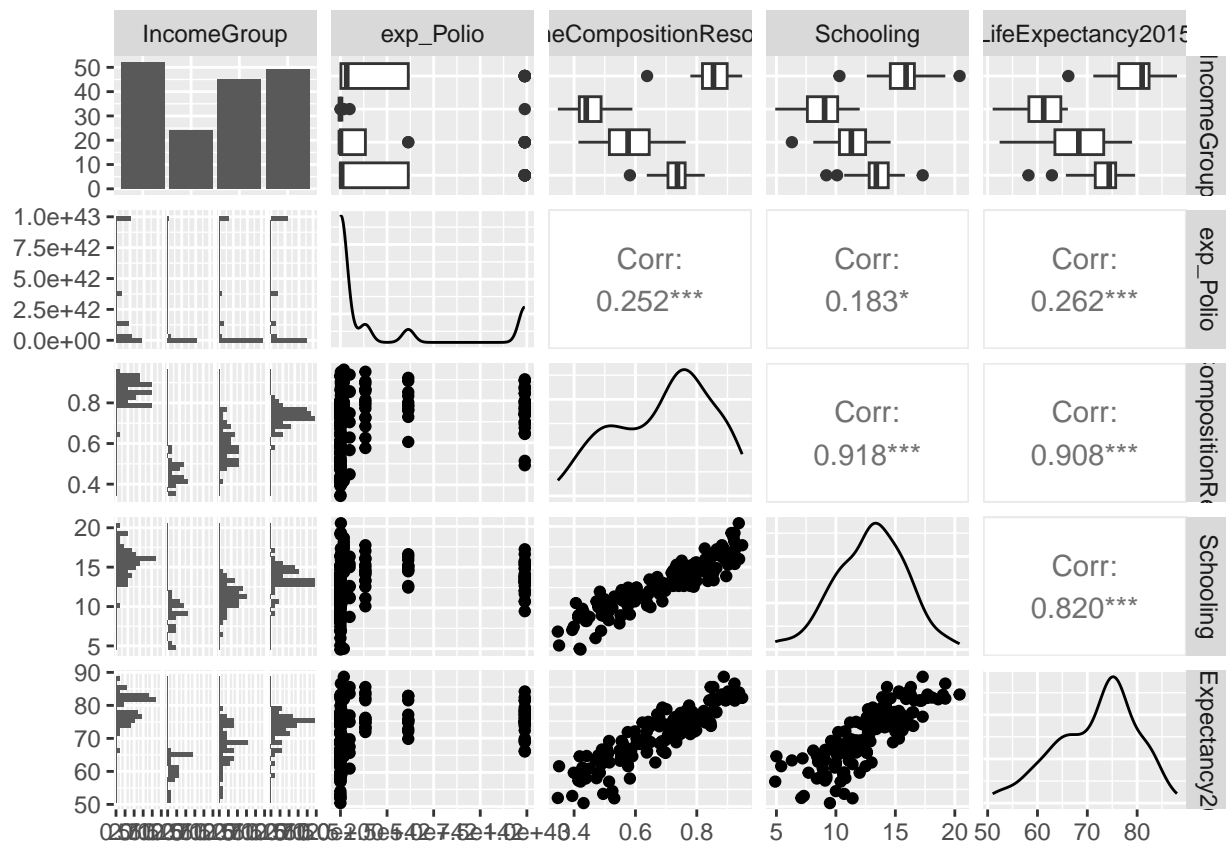 IncomeGroup
exp_Polio
neCompositionReso
Schooling
LifeExpectancy2015
50
40
30
20
10
0
IncomeGroup
1.0e+43
7.5e+42
5.0e+42
2.5e+42
0.0e+00
Corr:
0.252***
Corr:
0.183*
Corr:
0.262***
exp_Polio
0.8
0.6
0.4
Corr:
0.918***
Corr:
0.908***
ompositionRe
20
15
10
5
Corr:
0.820***
Schooling
90
80
70
60
50
Expectancy2
0.4
0.6
0.8
5
10
15
20
50
60
70
80